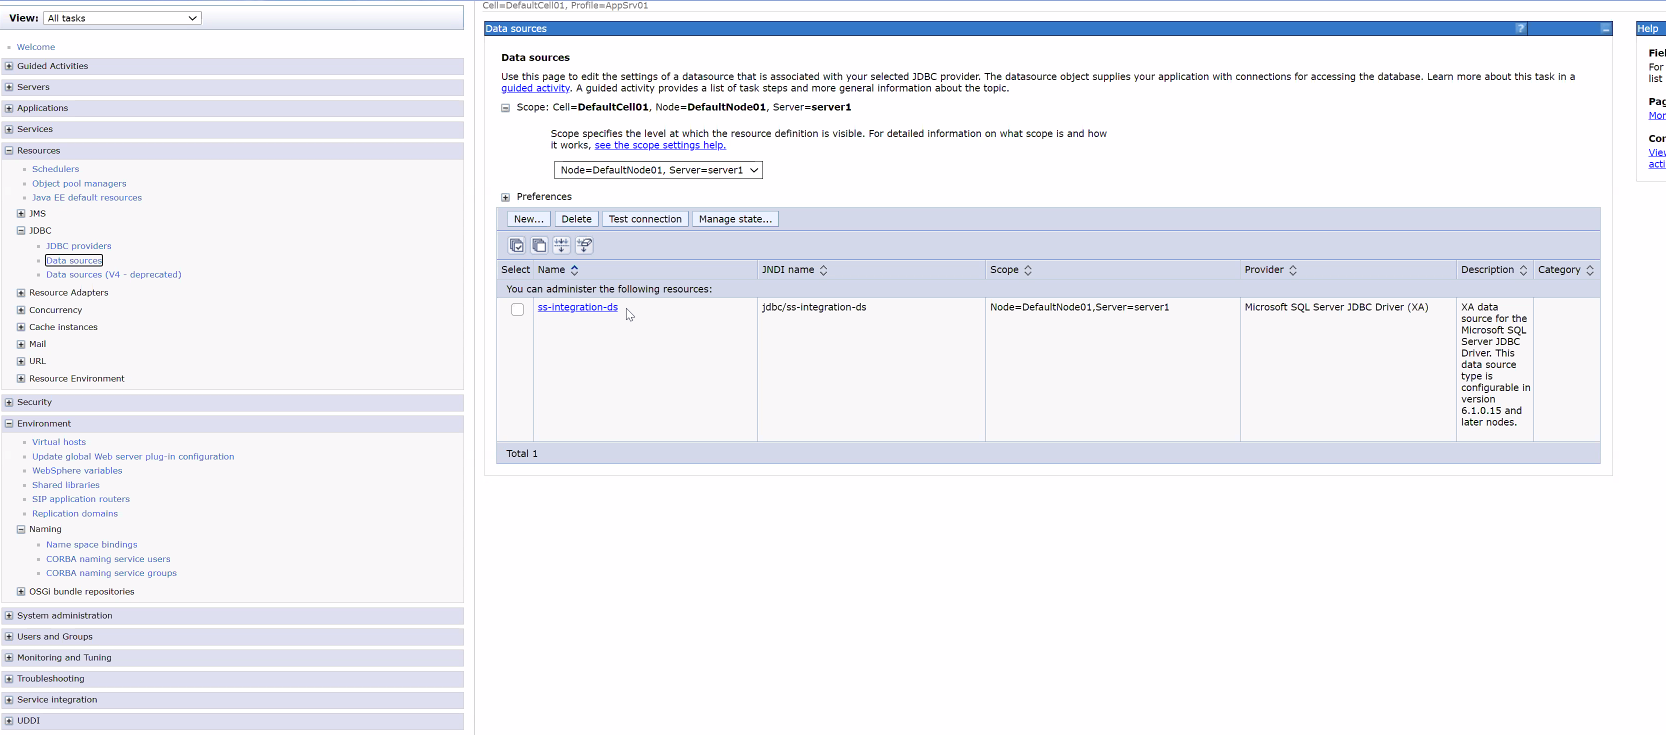 Cell=DefaultCell01, Profile=AppSrv01
View: All tasks
Welcome
Guided Activities
Servers
Applications
Services
Resources
Schedulers
Object pool managers
Java EE default resources
JMS
JDBC
JDBC providers
Data sources
Data sources (V4 - deprecated)
Resource Adapters
Concurrency
Cache instances
Mail
URL
Resource Environment
Security
Environment
Virtual hosts
Update global Web server plug-in configuration
WebSphere variables
Shared libraries
SIP application routers
Replication domains
Naming
Name space bindings
CORBA naming service users
CORBA naming service groups
OSGi bundle repositories
System administration
Users and Groups
Monitoring and Tuning
Troubleshooting
Service integration
UDDI
Data sources
?
Data sources
Use this page to edit the settings of a datasource that is associated with your selected JDBC provider. The datasource object supplies your application with connections for accessing the database. Learn more about this task in a
guided activity. A guided activity provides a list of task steps and more general information about the topic.
Scope: Cell=DefaultCell01, Node=DefaultNode01, Server=server1
Scope specifies the level at which the resource definition is visible. For detailed information on what scope is and how
it works, see the scope settings help.
Node=DefaultNode01, Server=server1
Preferences
New... Delete Test connection Manage state...
Select Name JNDI name Scope Provider Description Category
You can administer the following resources:
ss-integration-ds jdbc/ss-integration-ds Node=DefaultNode01,Server=server1 Microsoft SQL Server JDBC Driver (XA) XA data
source for the
Microsoft SQL
Server JDBC
Driver. This
data source
type is
configurable in
version
6.1.0.15 and
later nodes.
Total 1
Help
Fiel
For
list
Pag
Mor
Con
View
acti